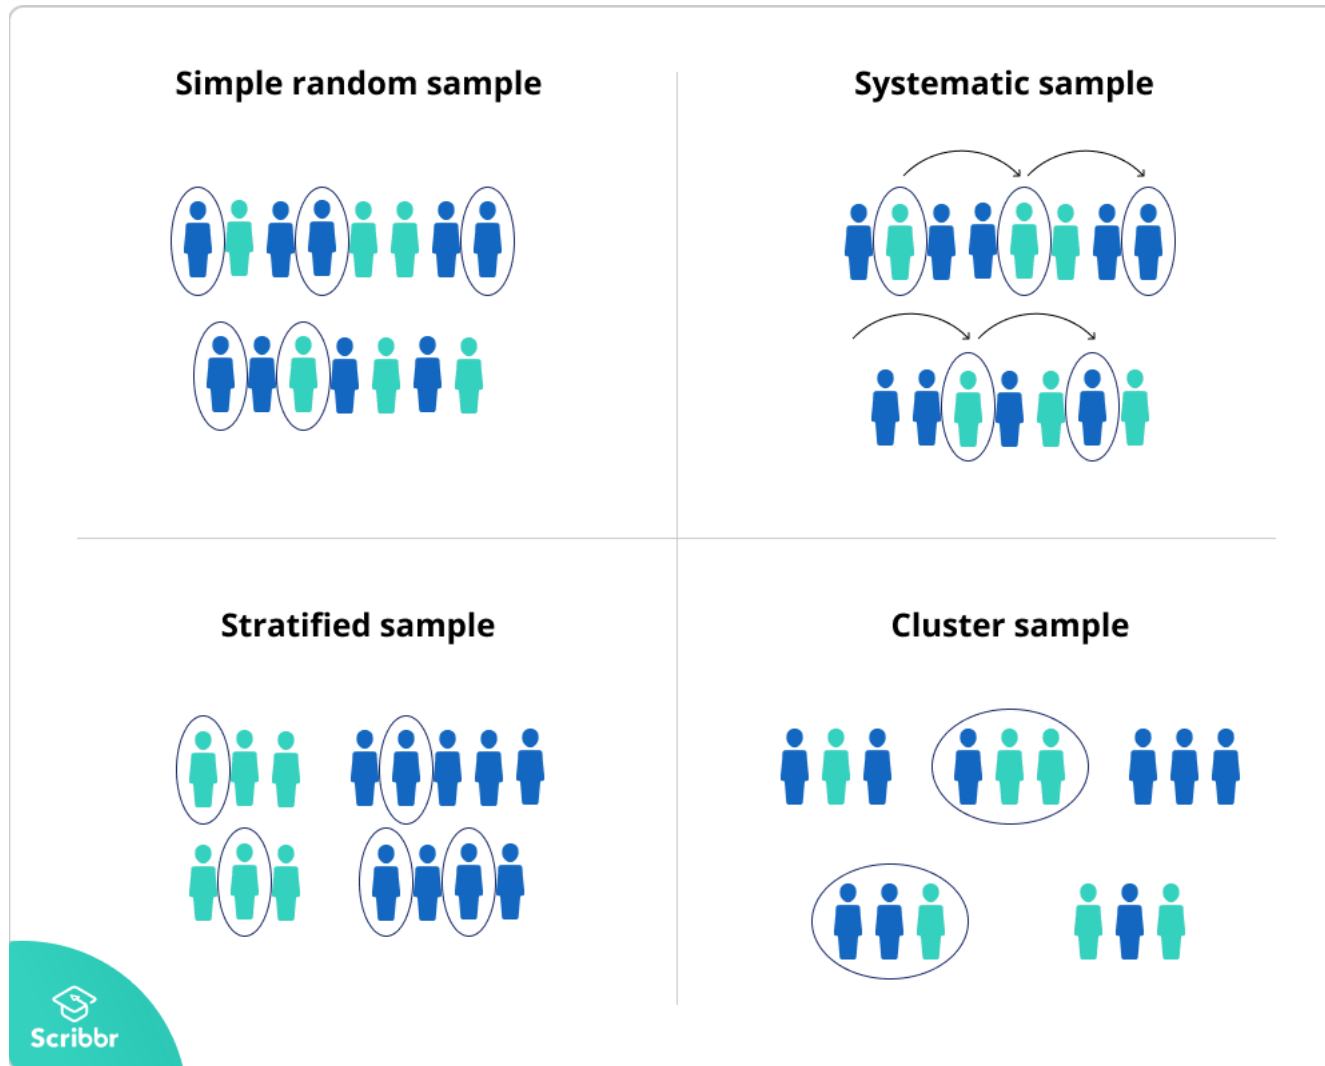 Simple random sample
Systematic sample
Stratified sample
Cluster sample
Scribbr